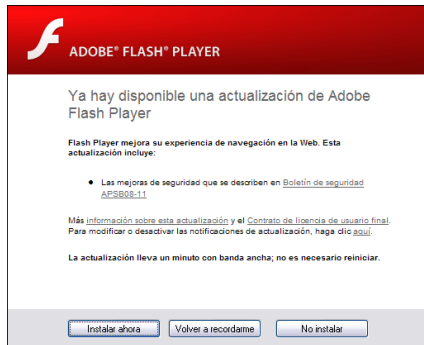 ADOBE® FLASH® PLAYER
Ya hay disponible una actualización de Adobe
Flash Player
Flash Player mejora su experiencia de navegación en la Web. Esta
actualización incluye:
• Las mejoras de seguridad que se describen en Boletín de seguridad
APSB08-11
Más información sobre esta actualización y el Contrato de licencia de usuario final.
Para modificar o desactivar las notificaciones de actualización, haga clic aquí.
La actualización lleva un minuto con banda ancha; no es necesario reiniciar.
Instalar ahora Volver a recordarme No instalar